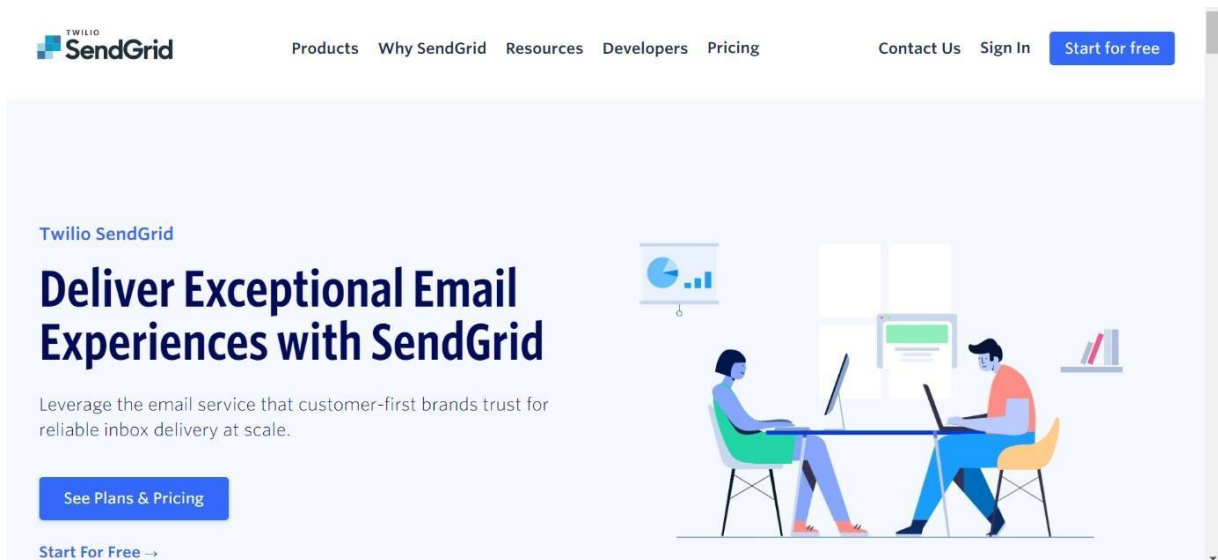 TWILIO
SendGrid
Products Why SendGrid Resources Developers Pricing Contact Us Sign In Start for free
Twilio SendGrid
Deliver Exceptional Email
Experiences with SendGrid
Leverage the email service that customer-first brands trust for
reliable inbox delivery at scale.
See Plans & Pricing
Start For Free →